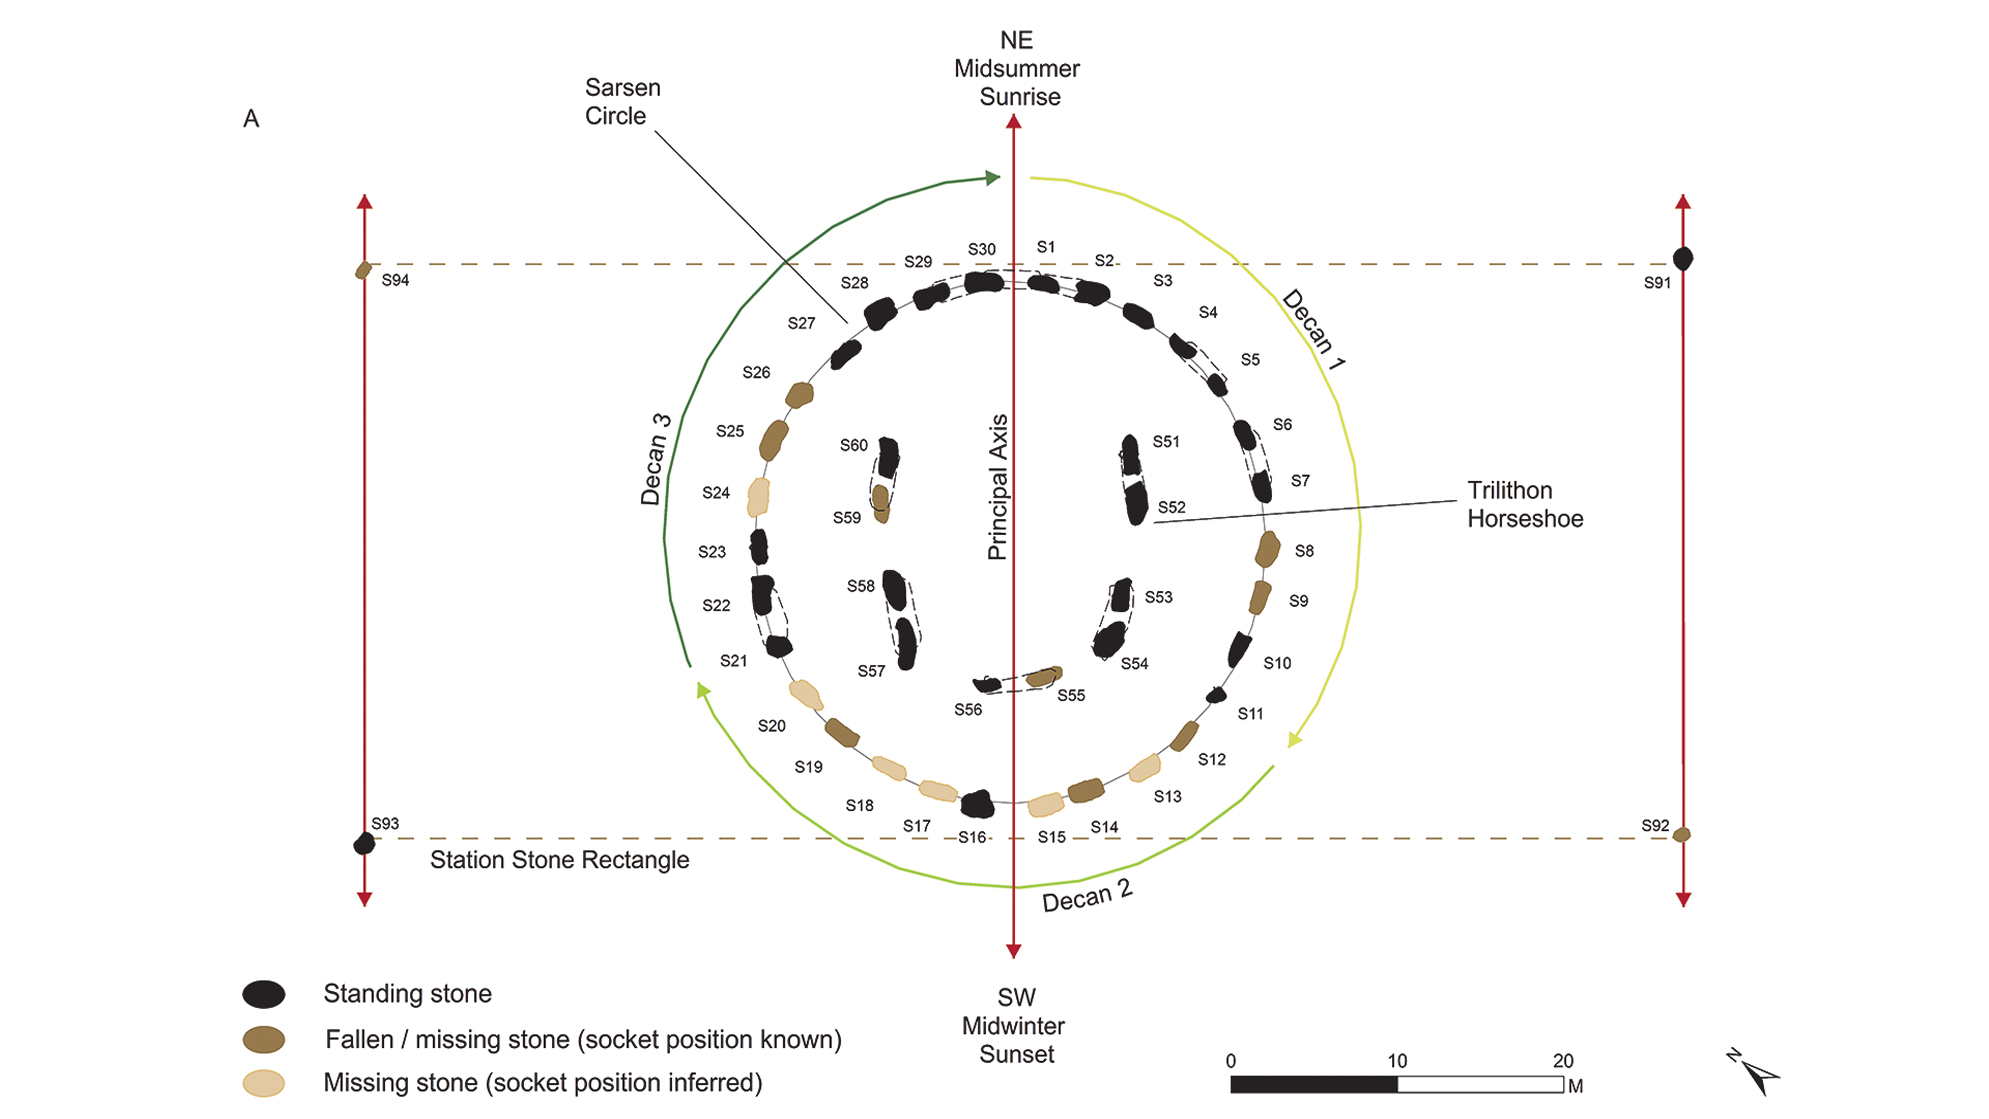 NE
Midsummer
Sunrise
Sarsen
Circle
A
S30
S1
S29
S2
S28
S3
S94
S91
S27
S4
Decan 1
S26
S5
S25
S6
Decan 3
S60
S51
Principal Axis
S24
S7
S59
S52
Trilithon
Horseshoe
S23
S8
S22
S58
S53
S9
S21
S57
S54
S10
S56
S55
S20
S11
S19
S12
S18
S13
S17
S16
S15
S14
S93
S92
Station Stone Rectangle
Decan 2
Standing stone
Fallen / missing stone (socket position known)
Missing stone (socket position inferred)
SW
Midwinter
Sunset
0 10 20
M
N